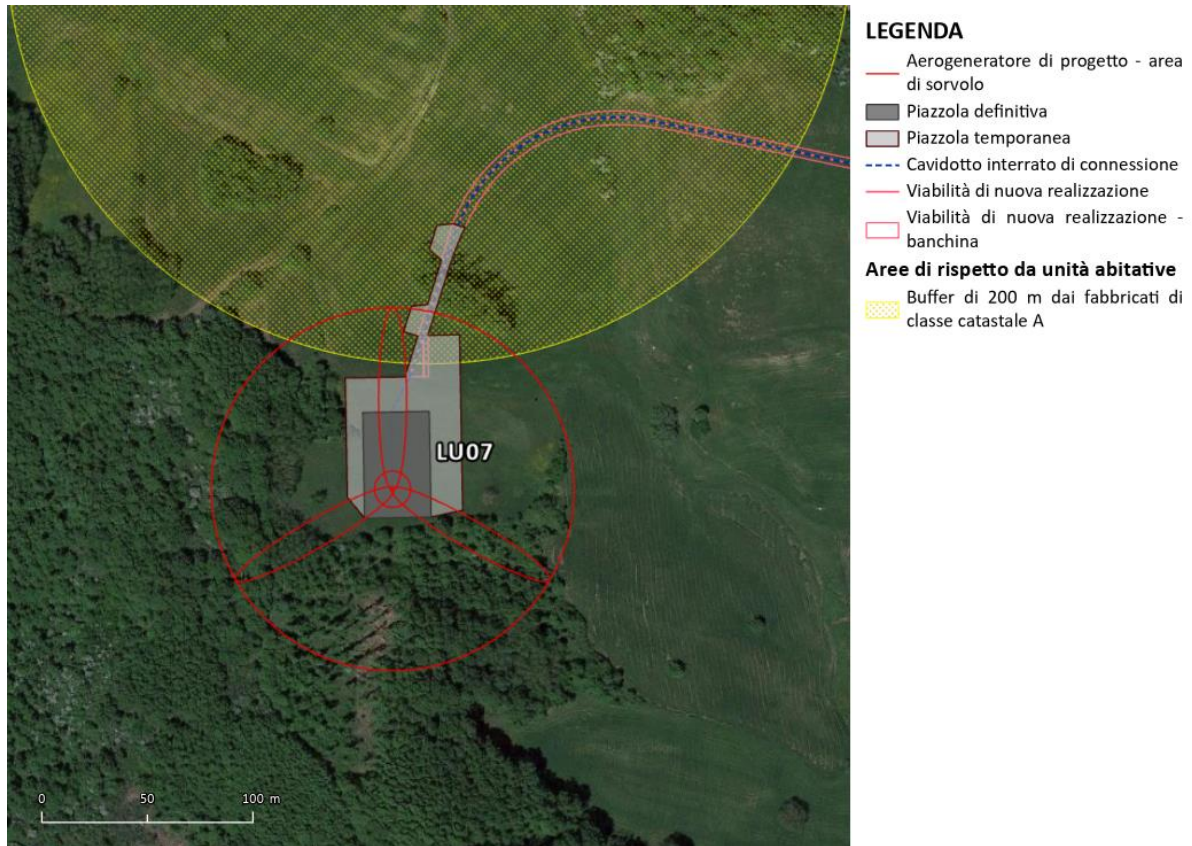 LEGENDA
Aerogeneratore di progetto - area
di sorvolo
Piazzola definitiva
Piazzola temporanea
Cavidotto interrato di connessione
Viabilità di nuova realizzazione
Viabilità di nuova realizzazione -
banchina
Aree di rispetto da unità abitative
Buffer di 200 m dai fabbricati di
classe catastale A
LU07
0 50 100 m